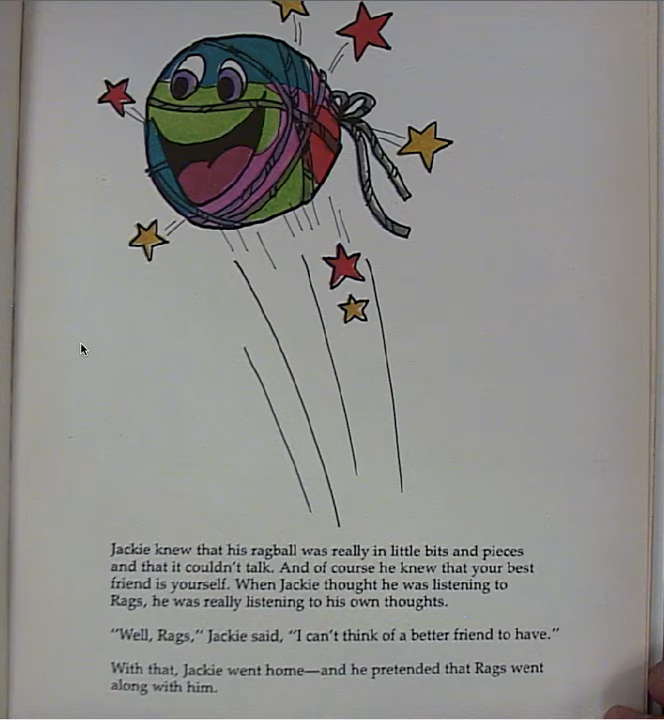 Jackie knew that his ragball was really in little bits and pieces
and that it couldn't talk. And of course he knew that your best
friend is yourself. When Jackie thought he was listening to
Rags, he was really listening to his own thoughts.
"Well, Rags," Jackie said, "I can't think of a better friend to have."
With that, Jackie went home—and he pretended that Rags went
along with him.